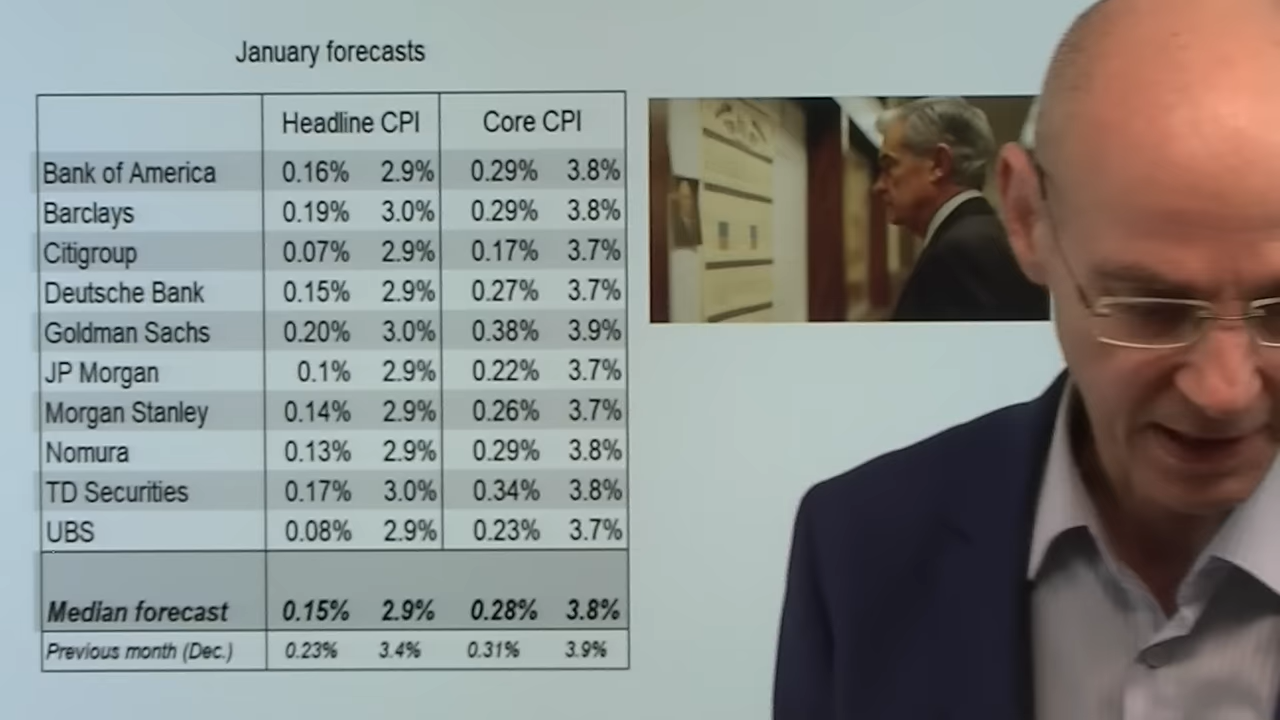 January forecasts
Headline CPI Core CPI
Bank of America 0.16% 2.9% 0.29% 3.8%
Barclays 0.19% 3.0% 0.29% 3.8%
Citigroup 0.07% 2.9% 0.17% 3.7%
Deutsche Bank 0.15% 2.9% 0.27% 3.7%
Goldman Sachs 0.20% 3.0% 0.38% 3.9%
JP Morgan 0.1% 2.9% 0.22% 3.7%
Morgan Stanley 0.14% 2.9% 0.26% 3.7%
Nomura 0.13% 2.9% 0.29% 3.8%
TD Securities 0.17% 3.0% 0.34% 3.8%
UBS 0.08% 2.9% 0.23% 3.7%
Median forecast 0.15% 2.9% 0.28% 3.8%
Previous month (Dec.) 0.23% 3.4% 0.31% 3.9%